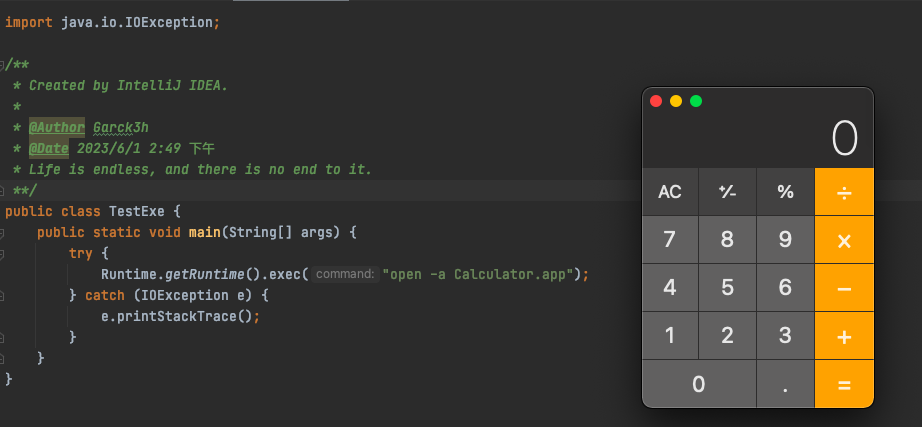 import java.io.IOException;
/**
* Created by IntelliJ IDEA.
*
* @Author Garck3h
* @Date 2023/6/1 2:49 下午
* Life is endless, and there is no end to it.
**/
public class TestExe {
public static void main(String[] args) {
try {
Runtime.getRuntime().exec( command: "open -a Calculator.app");
} catch (IOException e) {
e.printStackTrace();
}
}
}
0
AC ⁺∕₋ % ÷
7 8 9 ×
4 5 6 −
1 2 3 +
0 . =